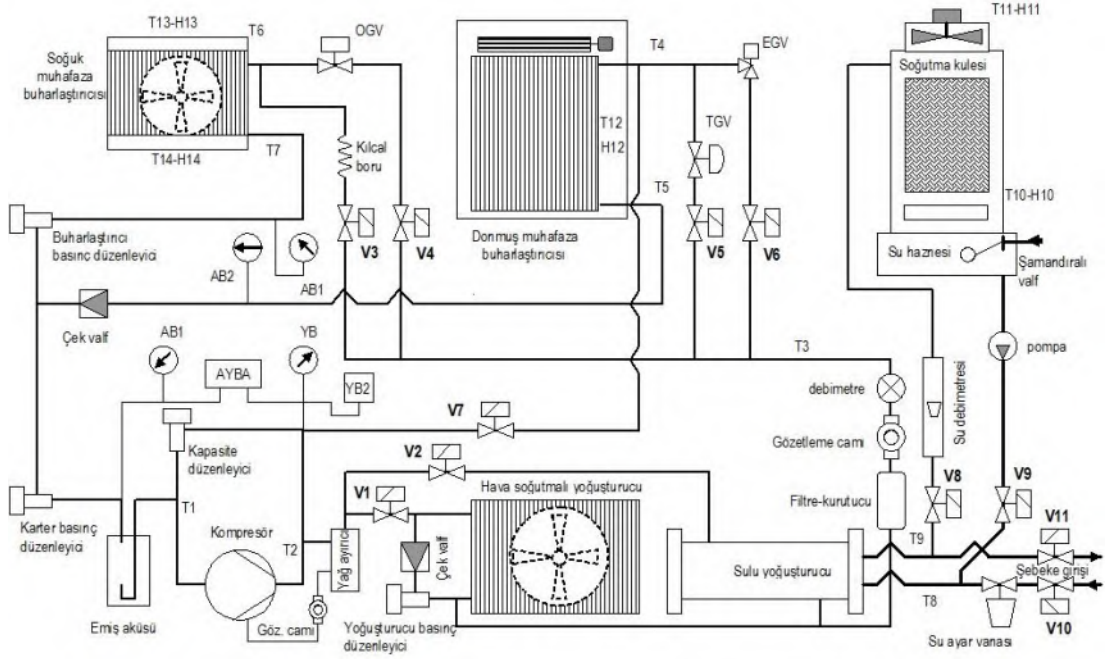 T13-H13
T6
OGV
T4
EGV
T11-H11
Soğuk
muhafaza
buharlaştırıcısı
Soğutma kulesi
T12
H12
TGV
Kılcal
boru
T14-H14
T7
T5
T10-H10
Buharlaştırıcı
basınç düzenleyici
V3
V4
Donmuş muhafaza
buharlaştırıcısı
V5
V6
Su haznesi
Şamandıralı
valf
AB2
AB1
Çek valf
AB1
YB
T3
pompa
AYBA
YB2
debimetre
Su debimetresi
V7
Kapasite
düzenleyici
Gözetleme camı
V2
V1
Hava soğutmalı yoğuşturucu
V8
V9
T1
Karter basınç
düzenleyici
Kompresör
T2
Yağ ayırıcı
Çek valf
Filtre-kurutucu
V11
T9
Sulu yoğuşturucu
Şebeke girişi
T8
Emiş aküsü
Göz. camı
Yoğuşturucu basınç
düzenleyici
Su ayar vanası
V10